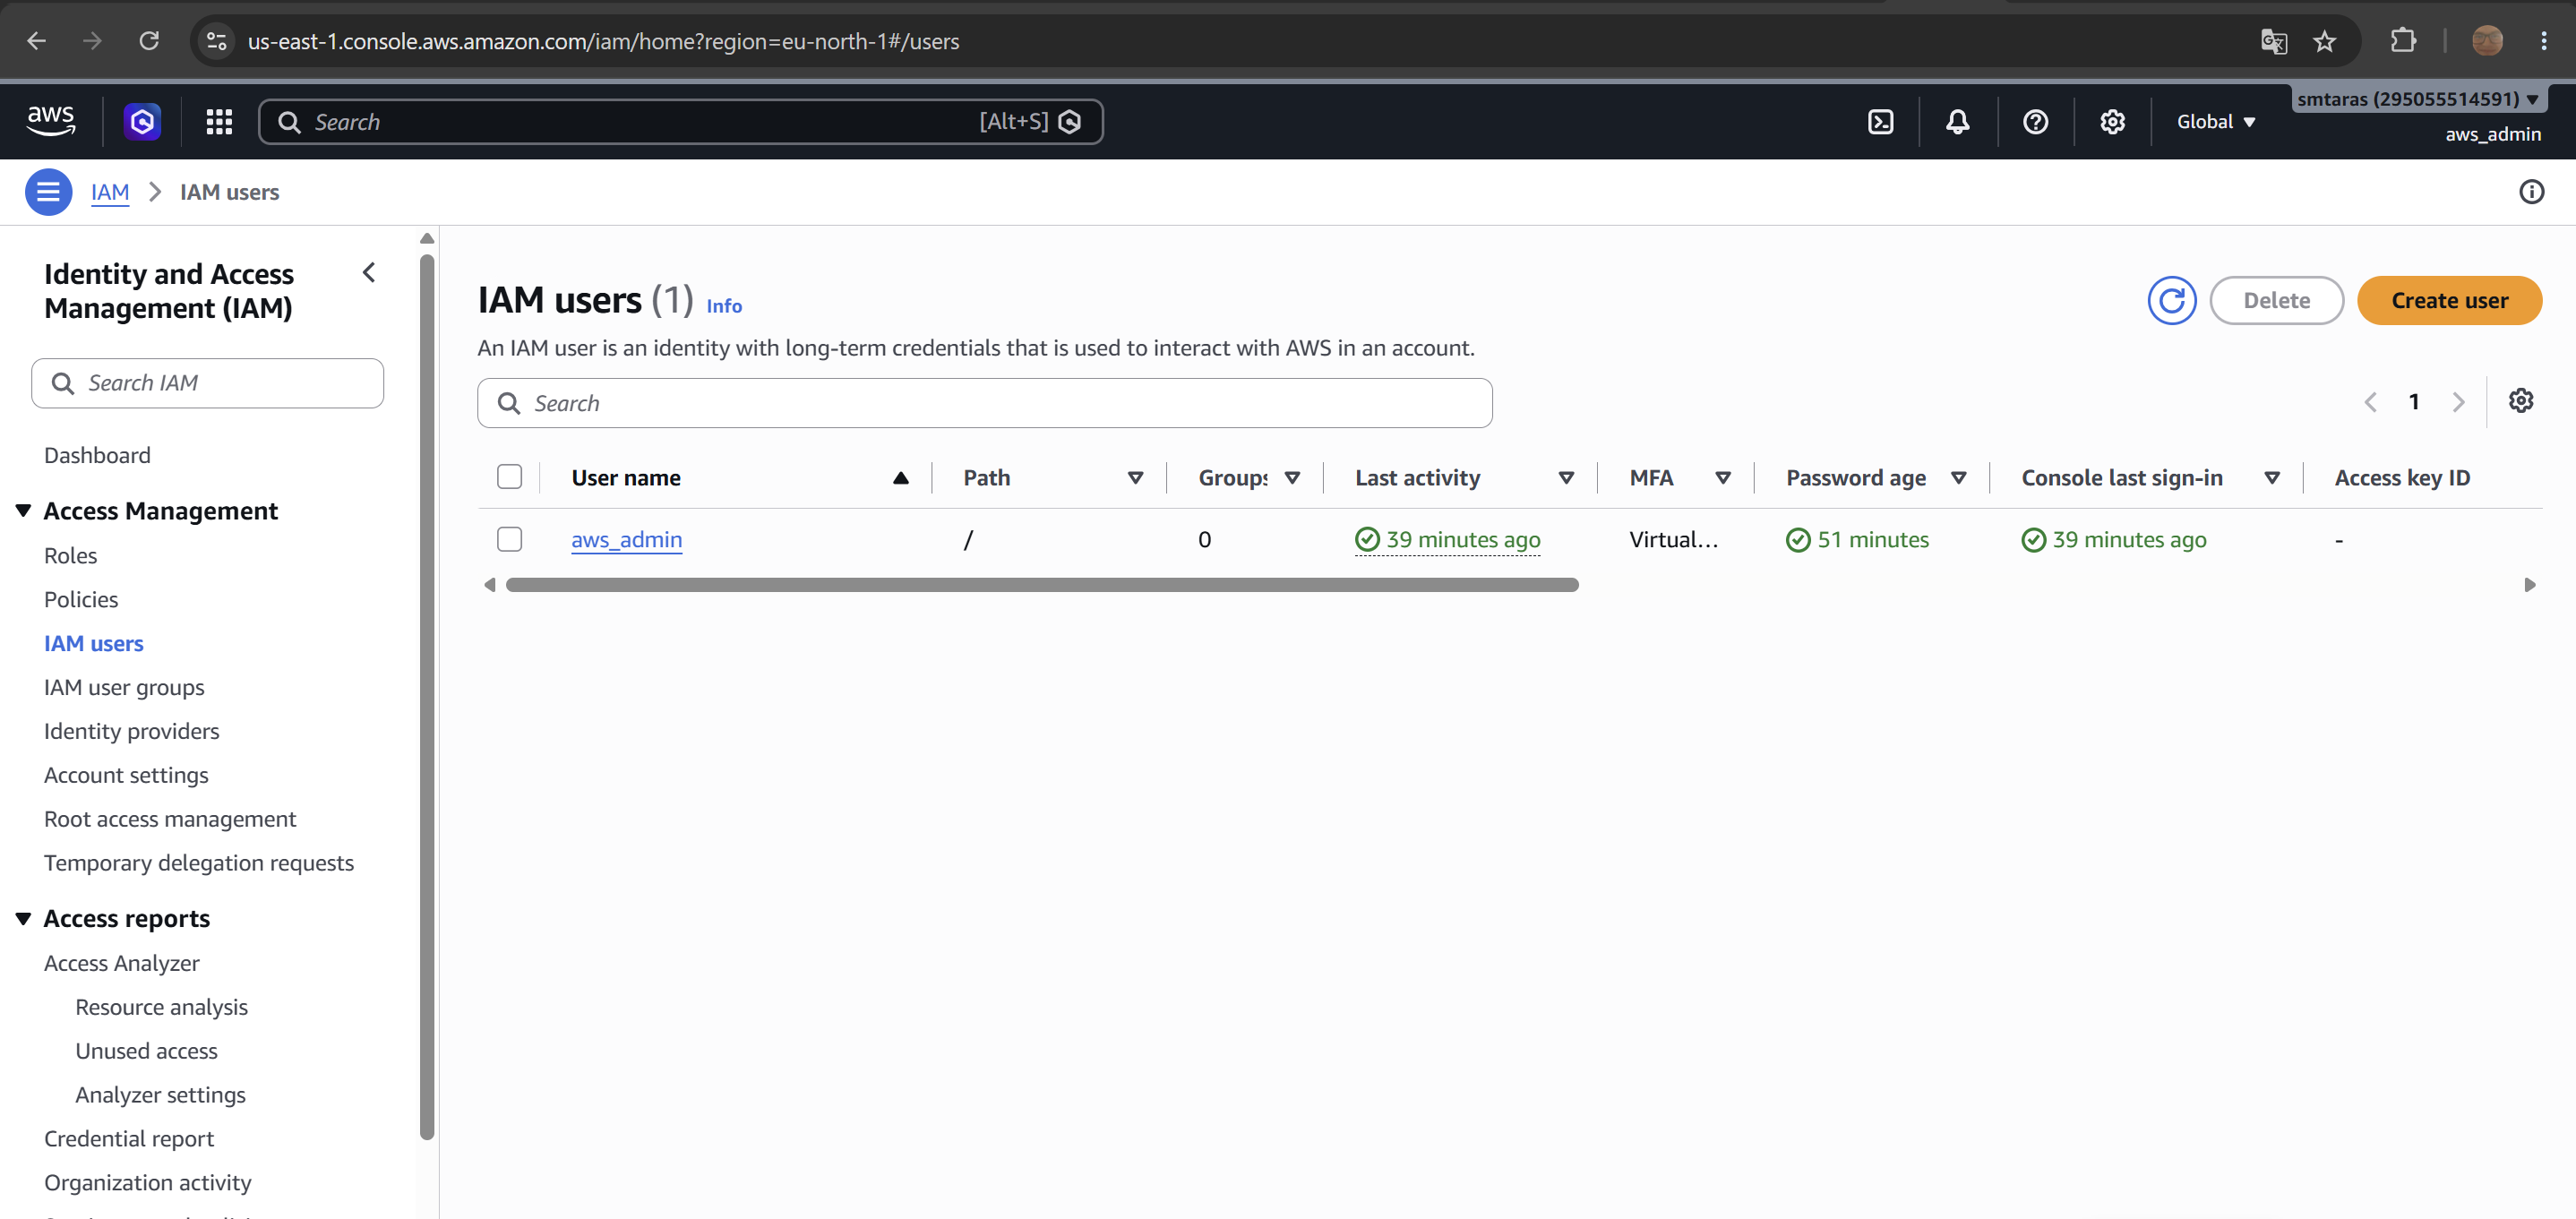 us-east-1.console.aws.amazon.com/iam/home?region=eu-north-1#/users
aws
Search
[Alt+S]
Global
smtaras (295055514591)
aws_admin
IAM
IAM users
Identity and Access
Management (IAM)
Search IAM
Dashboard
Access Management
Roles
Policies
IAM users
IAM user groups
Identity providers
Account settings
Root access management
Temporary delegation requests
Access reports
Access Analyzer
Resource analysis
Unused access
Analyzer settings
Credential report
Organization activity
IAM users (1) Info
Delete
Create user
An IAM user is an identity with long-term credentials that is used to interact with AWS in an account.
Search
1
User name Path Groups Last activity MFA Password age Console last sign-in Access key ID
aws_admin / 0 39 minutes ago Virtual... 51 minutes 39 minutes ago -